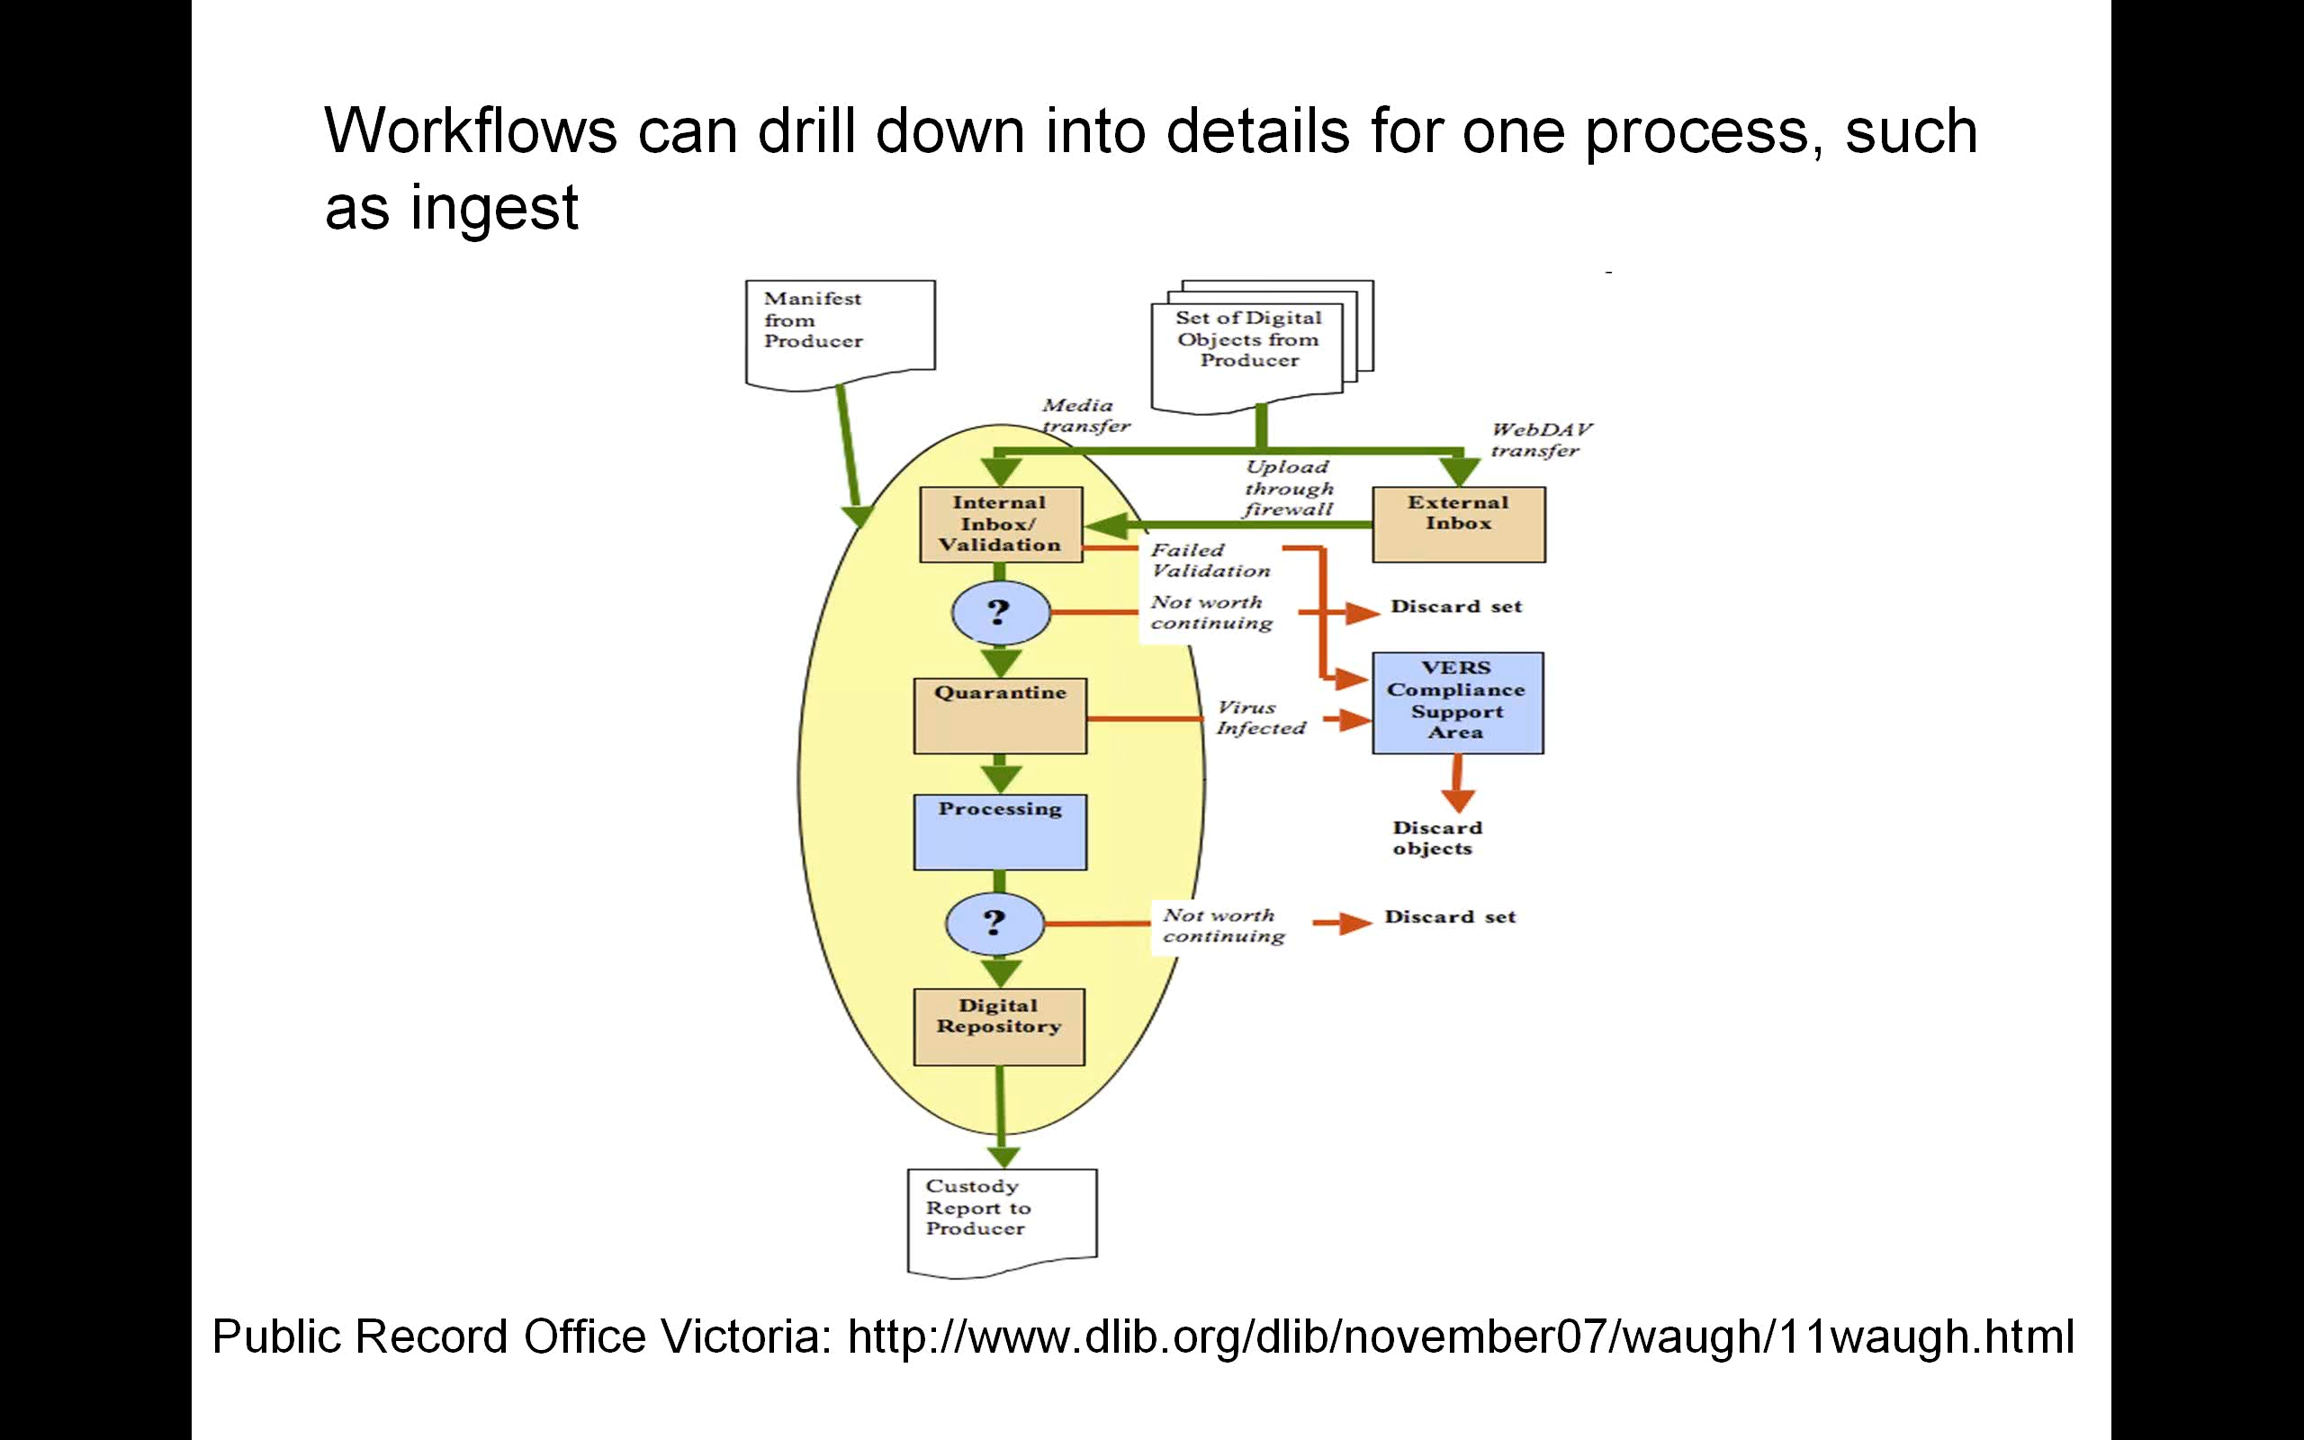 Workflows can drill down into details for one process, such
as ingest
Manifest
from
Producer
Set of Digital
Objects from
Producer
Media
transfer
WebDAV
transfer
Upload
through
firewall
Internal
Inbox/
Validation
External
Inbox
Failed
Validation
?
Not worth
continuing
Discard set
Quarantine
Virus
Infected
VERS
Compliance
Support
Area
Processing
Discard
objects
?
Not worth
continuing
Discard set
Digital
Repository
Custody
Report to
Producer
Public Record Office Victoria: http://www.dlib.org/dlib/november07/waugh/11waugh.html